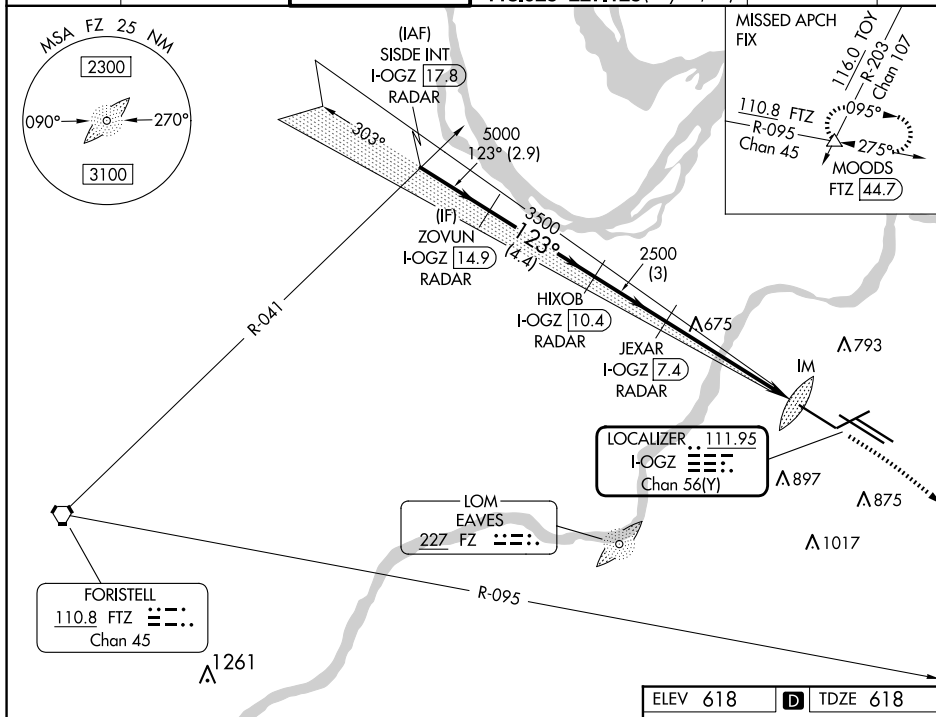 MSA FZ 25 NM
2300
090°
270°
3100
(IAF)
SISDE INT
I-OGZ 17.8
RADAR
303°
5000
123° (2.9)
(IF)
ZOVUN
I-OGZ 14.9
RADAR
3500
123°
(4.4)
2500
(3)
HIXOB
I-OGZ 10.4
RADAR
JEXAR
I-OGZ 7.4
RADAR
675
793
IM
MISSED APCH
FIX
116.0 TOY
R-203
Chan 107
110.8 FTZ
R-095
Chan 45
095°
275°
MOODS
FTZ 44.7
R-041
LOCALIZER 111.95
I-OGZ
Chan 56(Y)
897
875
1017
LOM
EAVES
227 FZ
R-095
FORISTELL
110.8 FTZ
Chan 45
1261
ELEV 618 D TDZE 618